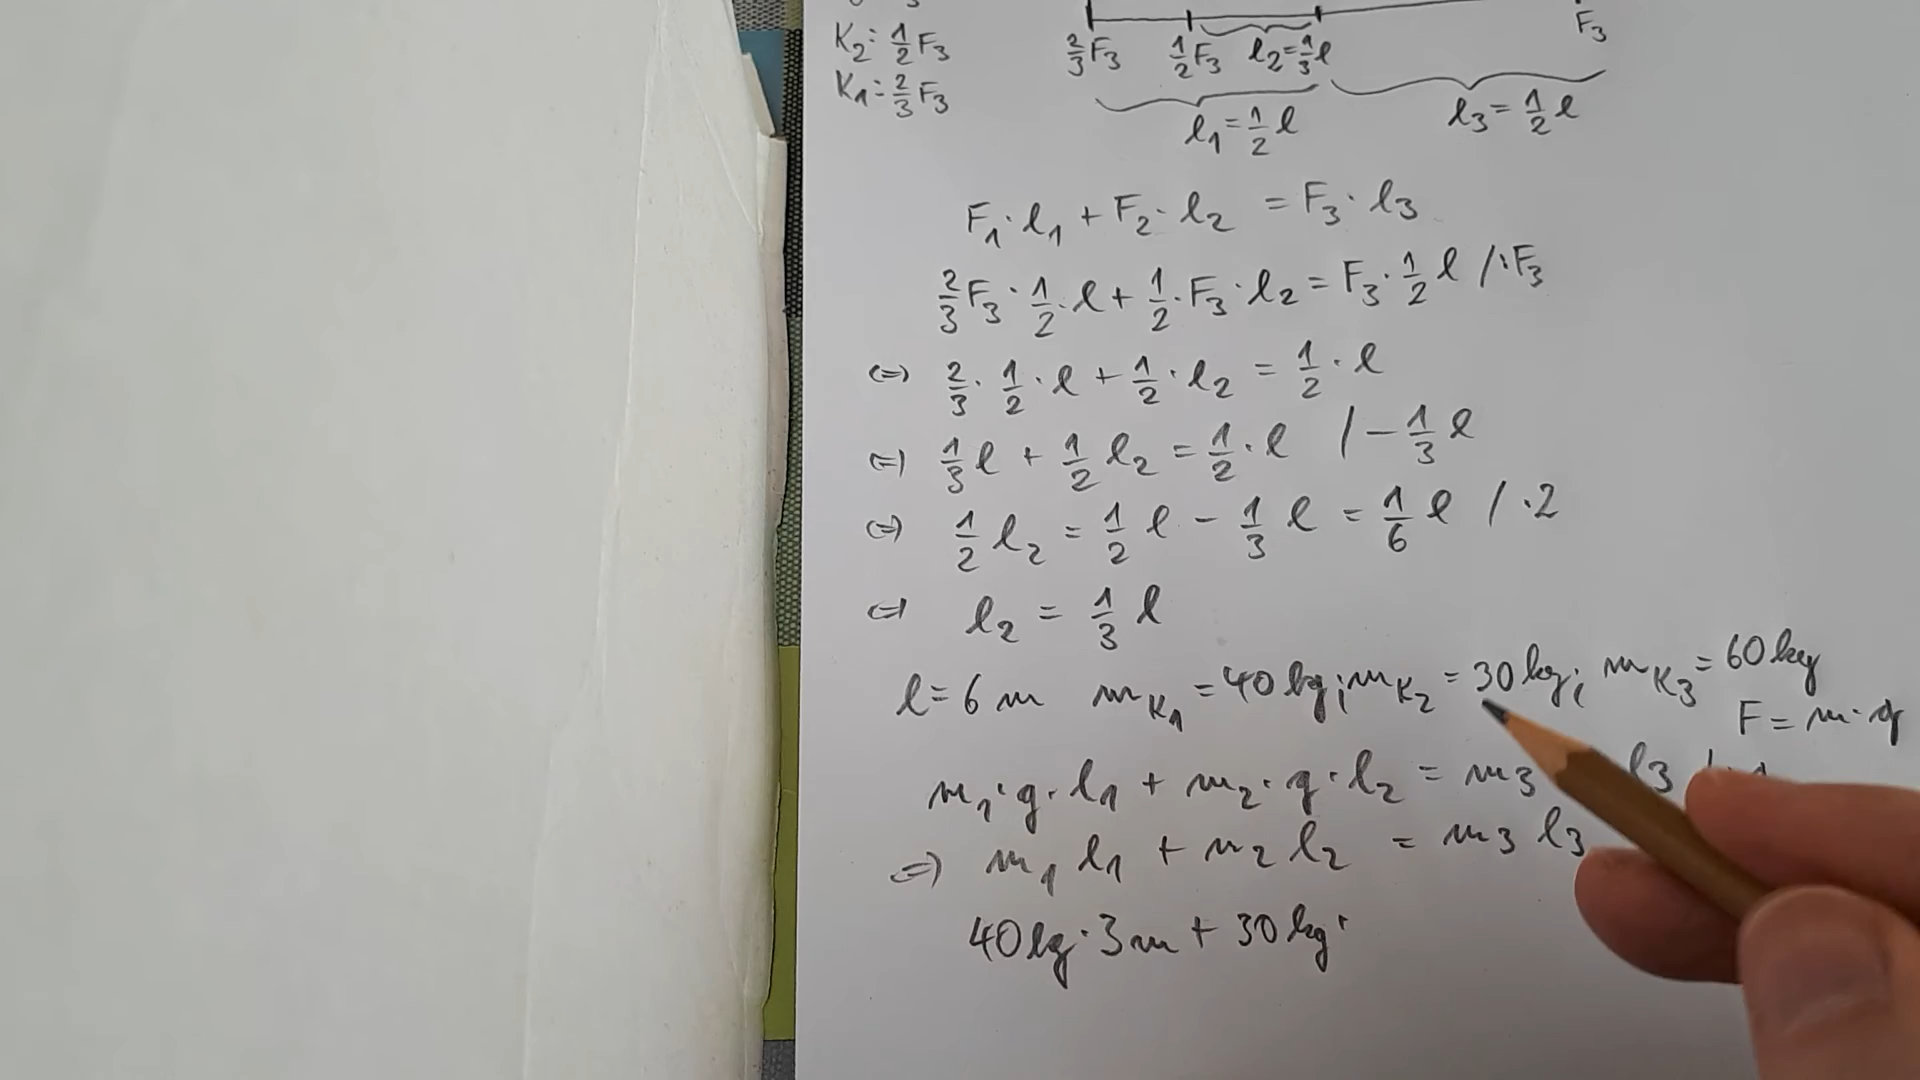 K₂ = 1/2 F₃
K₁ = 2/3 F₃
2/3 F₃ 1/2 F₃ l₂ = 1/3 l F₃
l₁ = 1/2 l l₃ = 1/2 l
F₁ · l₁ + F₂ · l₂ = F₃ · l₃
2/3 F₃ · 1/2 · l + 1/2 · F₃ · l₂ = F₃ · 1/2 l / : F₃
⇔ 2/3 · 1/2 · l + 1/2 · l₂ = 1/2 · l
⇔ 1/3 l + 1/2 l₂ = 1/2 · l / − 1/3 l
⇔ 1/2 l₂ = 1/2 l − 1/3 l = 1/6 l / · 2
⇔ l₂ = 1/3 l
l = 6 m m_K₁ = 40 kg; m_K₂ = 30 kg; m_K₃ = 60 kg
F = m · g
m₁ · g · l₁ + m₂ · g · l₂ = m₃ l₃
⇔ m₁ l₁ + m₂ l₂ = m₃ l₃
40 kg · 3 m + 30 kg ·